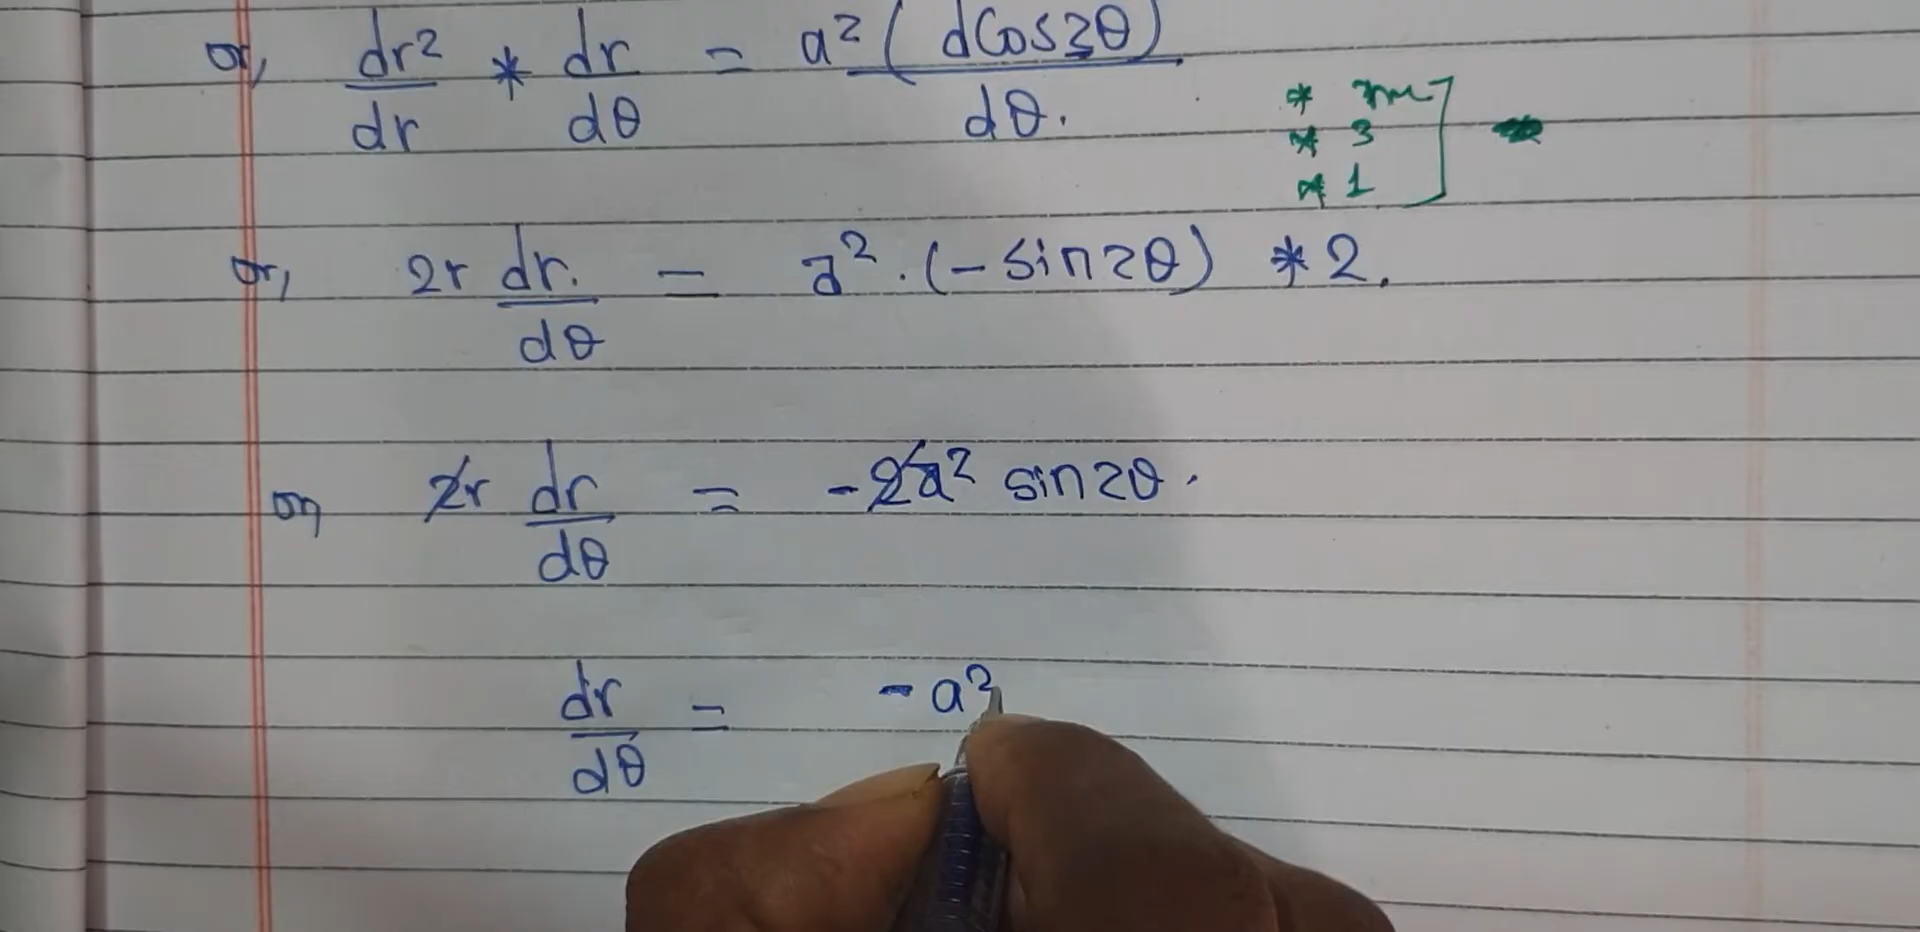 or, dr²/dr * dr/dθ = a² (dCos2θ)/dθ.
* 3
* 1
or, 2r dr/dθ = a².(-sin2θ) * 2.
or 2r dr/dθ = -2a² sin2θ.
dr/dθ = -a²